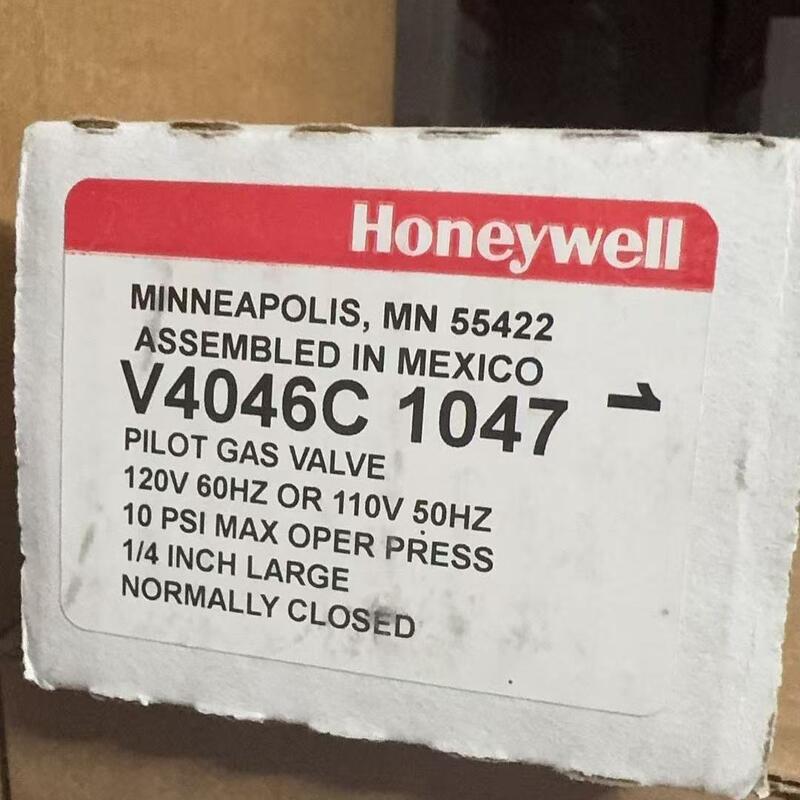 Honeywell
MINNEAPOLIS, MN 55422
ASSEMBLED IN MEXICO
V4046C 1047 1
PILOT GAS VALVE
120V 60HZ OR 110V 50HZ
10 PSI MAX OPER PRESS
1/4 INCH LARGE
NORMALLY CLOSED